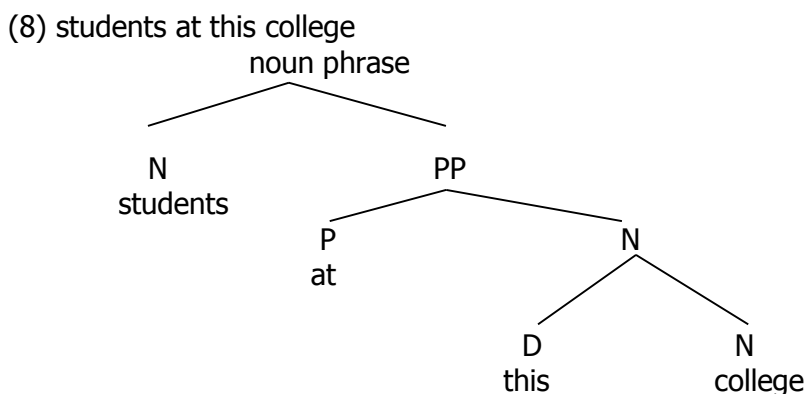 (8) students at this college
noun phrase
N PP
students
P N
at
D N
this college